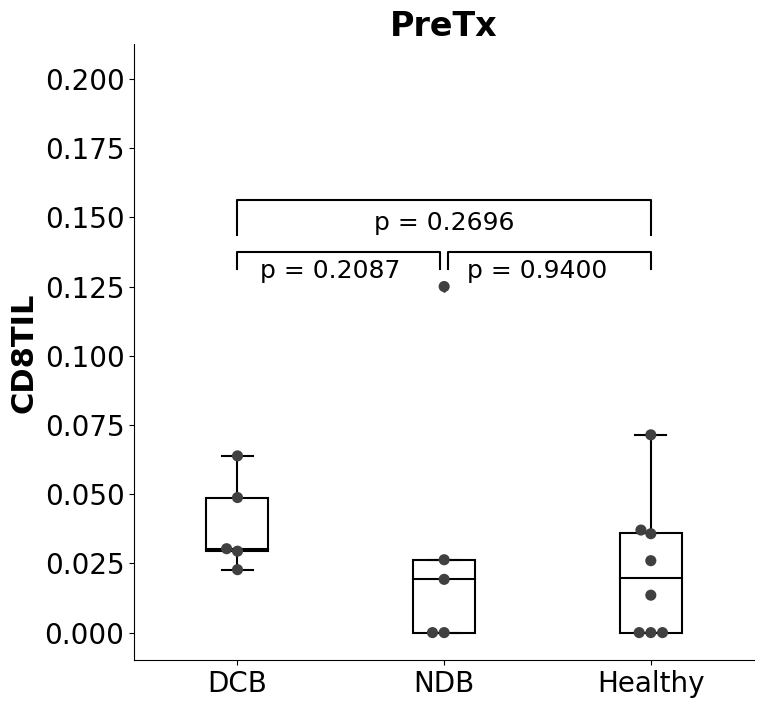 PreTx
CD8TIL
0.200
0.175
0.150
0.125
0.100
0.075
0.050
0.025
0.000
p = 0.2696
p = 0.2087
p = 0.9400
DCB
NDB
Healthy